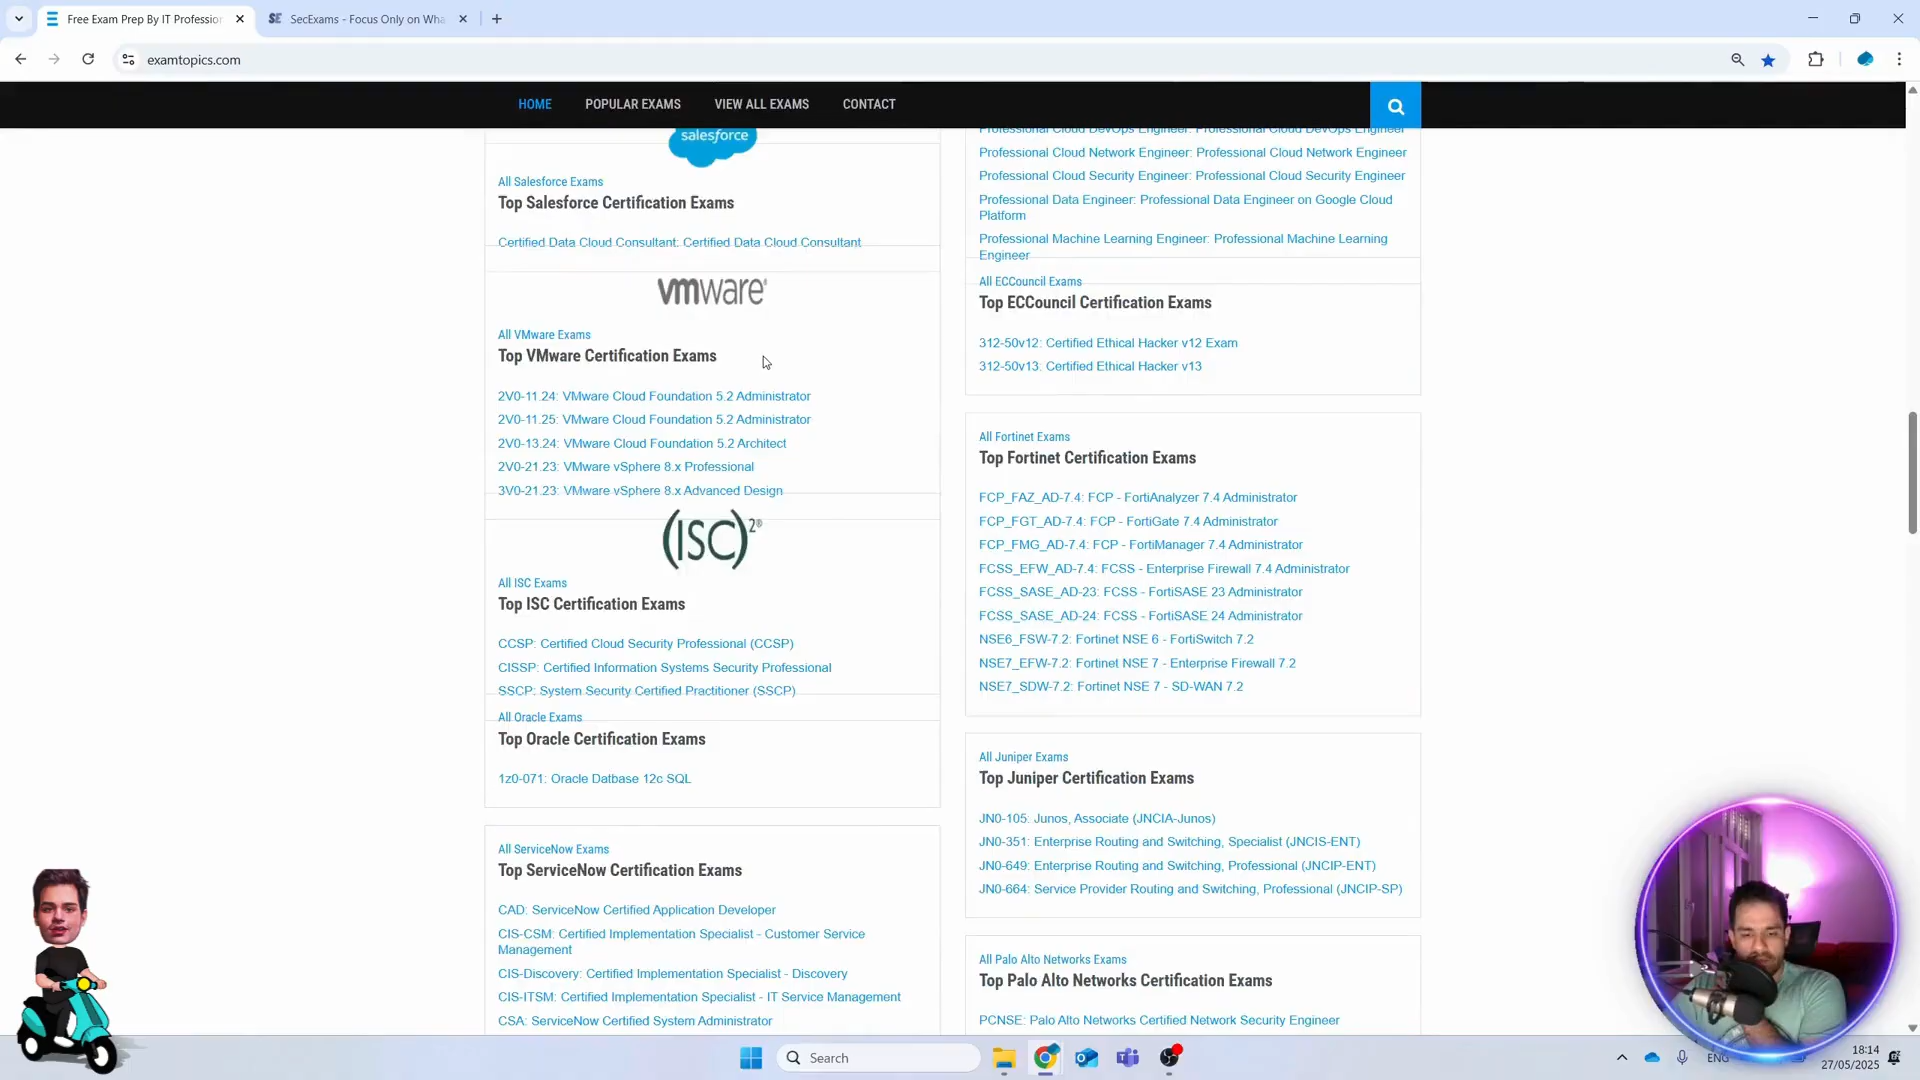 Free Exam Prep By IT Professio
SecExams - Focus Only on Wha
examtopics.com
HOME
POPULAR EXAMS
VIEW ALL EXAMS
CONTACT
salesforce
All Salesforce Exams
Top Salesforce Certification Exams
Certified Data Cloud Consultant: Certified Data Cloud Consultant
vmware®
All VMware Exams
Top VMware Certification Exams
2V0-11.24: VMware Cloud Foundation 5.2 Administrator
2V0-11.25: VMware Cloud Foundation 5.2 Administrator
2V0-13.24: VMware Cloud Foundation 5.2 Architect
2V0-21.23: VMware vSphere 8.x Professional
3V0-21.23: VMware vSphere 8.x Advanced Design
(ISC)²®
All ISC Exams
Top ISC Certification Exams
CCSP: Certified Cloud Security Professional (CCSP)
CISSP: Certified Information Systems Security Professional
SSCP: System Security Certified Practitioner (SSCP)
All Oracle Exams
Top Oracle Certification Exams
1z0-071: Oracle Datbase 12c SQL
All ServiceNow Exams
Top ServiceNow Certification Exams
CAD: ServiceNow Certified Application Developer
CIS-CSM: Certified Implementation Specialist - Customer Service
Management
CIS-Discovery: Certified Implementation Specialist - Discovery
CIS-ITSM: Certified Implementation Specialist - IT Service Management
CSA: ServiceNow Certified System Administrator
Professional Cloud DevOps Engineer: Professional Cloud DevOps Engineer
Professional Cloud Network Engineer: Professional Cloud Network Engineer
Professional Cloud Security Engineer: Professional Cloud Security Engineer
Professional Data Engineer: Professional Data Engineer on Google Cloud
Platform
Professional Machine Learning Engineer: Professional Machine Learning
Engineer
All ECCouncil Exams
Top ECCouncil Certification Exams
312-50v12: Certified Ethical Hacker v12 Exam
312-50v13: Certified Ethical Hacker v13
All Fortinet Exams
Top Fortinet Certification Exams
FCP_FAZ_AD-7.4: FCP - FortiAnalyzer 7.4 Administrator
FCP_FGT_AD-7.4: FCP - FortiGate 7.4 Administrator
FCP_FMG_AD-7.4: FCP - FortiManager 7.4 Administrator
FCSS_EFW_AD-7.4: FCSS - Enterprise Firewall 7.4 Administrator
FCSS_SASE_AD-23: FCSS - FortiSASE 23 Administrator
FCSS_SASE_AD-24: FCSS - FortiSASE 24 Administrator
NSE6_FSW-7.2: Fortinet NSE 6 - FortiSwitch 7.2
NSE7_EFW-7.2: Fortinet NSE 7 - Enterprise Firewall 7.2
NSE7_SDW-7.2: Fortinet NSE 7 - SD-WAN 7.2
All Juniper Exams
Top Juniper Certification Exams
JN0-105: Junos, Associate (JNCIA-Junos)
JN0-351: Enterprise Routing and Switching, Specialist (JNCIS-ENT)
JN0-649: Enterprise Routing and Switching, Professional (JNCIP-ENT)
JN0-664: Service Provider Routing and Switching, Professional (JNCIP-SP)
All Palo Alto Networks Exams
Top Palo Alto Networks Certification Exams
PCNSE: Palo Alto Networks Certified Network Security Engineer
Search
ENG
18:14
27/05/2025